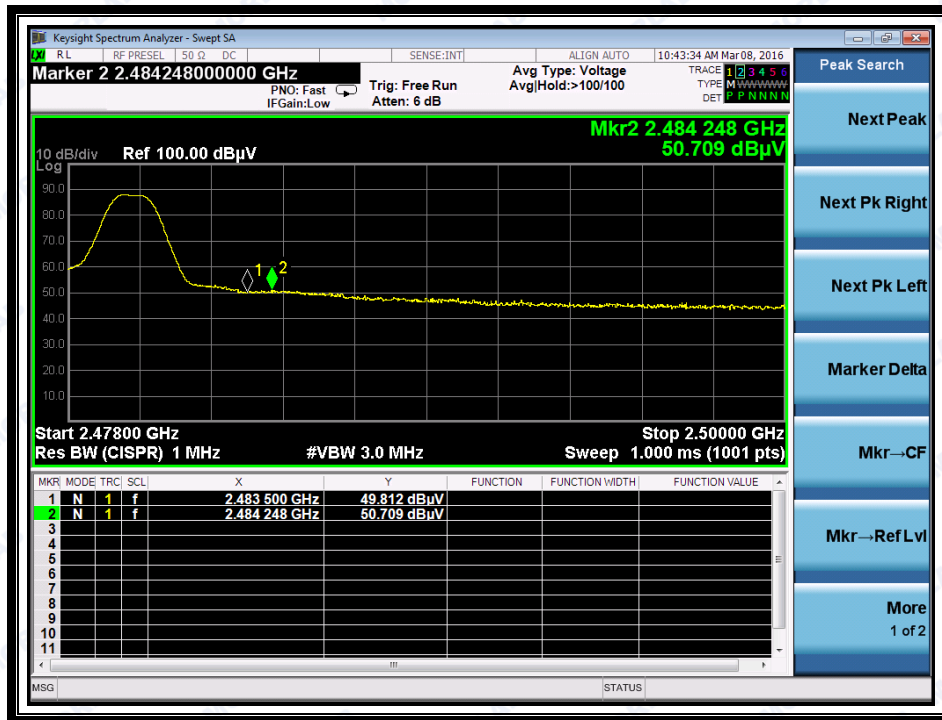 Keysight Spectrum Analyzer - Swept SA
LXI RL RF PRESEL 50 Ω DC SENSE:INT ALIGN AUTO 10:43:34 AM Mar 08, 2016
Marker 2 2.484248000000 GHz
PNO: Fast
IFGain:Low
Trig: Free Run
Atten: 6 dB
Avg Type: Voltage
Avg|Hold:>100/100
TRACE 1 2 3 4 5 6
TYPE M WWWWW
DET P P N N N N
Mkr2 2.484 248 GHz
50.709 dBµV
10 dB/div Ref 100.00 dBµV
Log
90.0
80.0
70.0
60.0
50.0
40.0
30.0
20.0
10.0
1
2
Start 2.47800 GHz Stop 2.50000 GHz
Res BW (CISPR) 1 MHz #VBW 3.0 MHz Sweep 1.000 ms (1001 pts)
MKR MODE TRC SCL X Y FUNCTION FUNCTION WIDTH FUNCTION VALUE
1 N 1 f 2.483 500 GHz 49.812 dBµV
2 N 1 f 2.484 248 GHz 50.709 dBµV
3
4
5
6
7
8
9
10
11
MSG STATUS
Peak Search
Next Peak
Next Pk Right
Next Pk Left
Marker Delta
Mkr→CF
Mkr→Ref Lvl
More
1 of 2